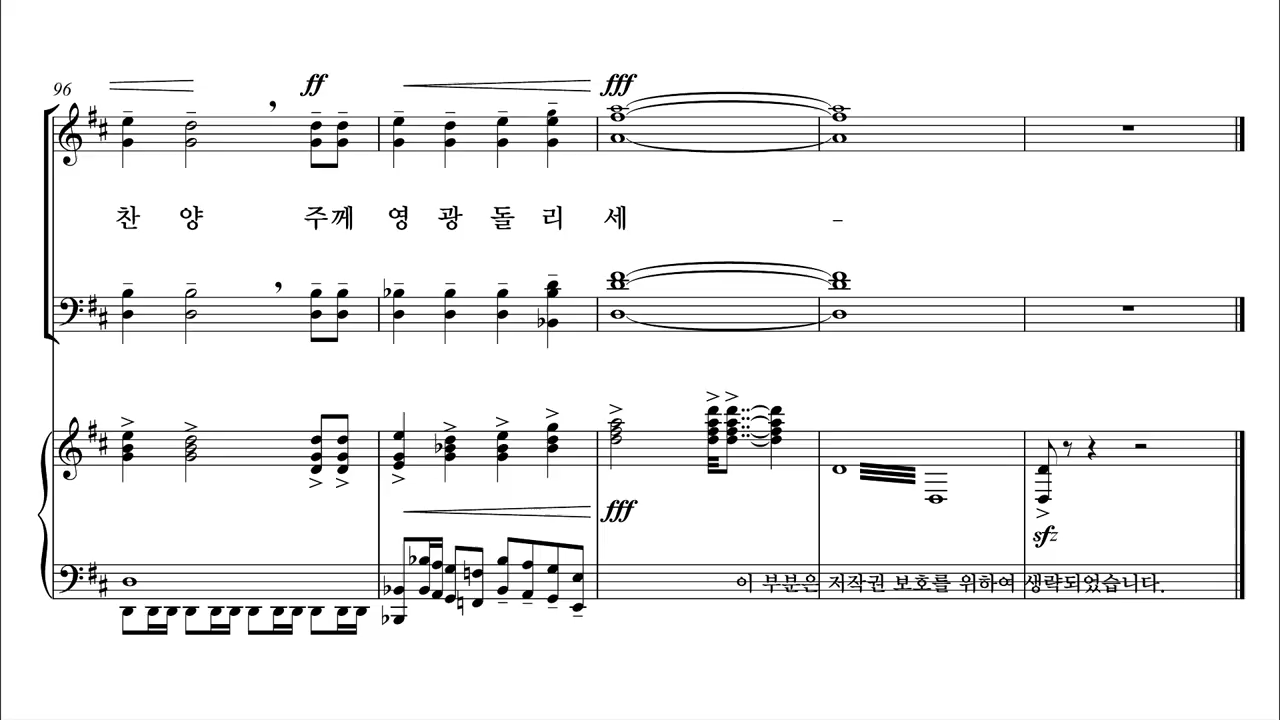 96
ff
fff
찬 양 주께 영 광 돌 리 세 -
fff
sfz
이 부분은 저작권 보호를 위하여 생략되었습니다.